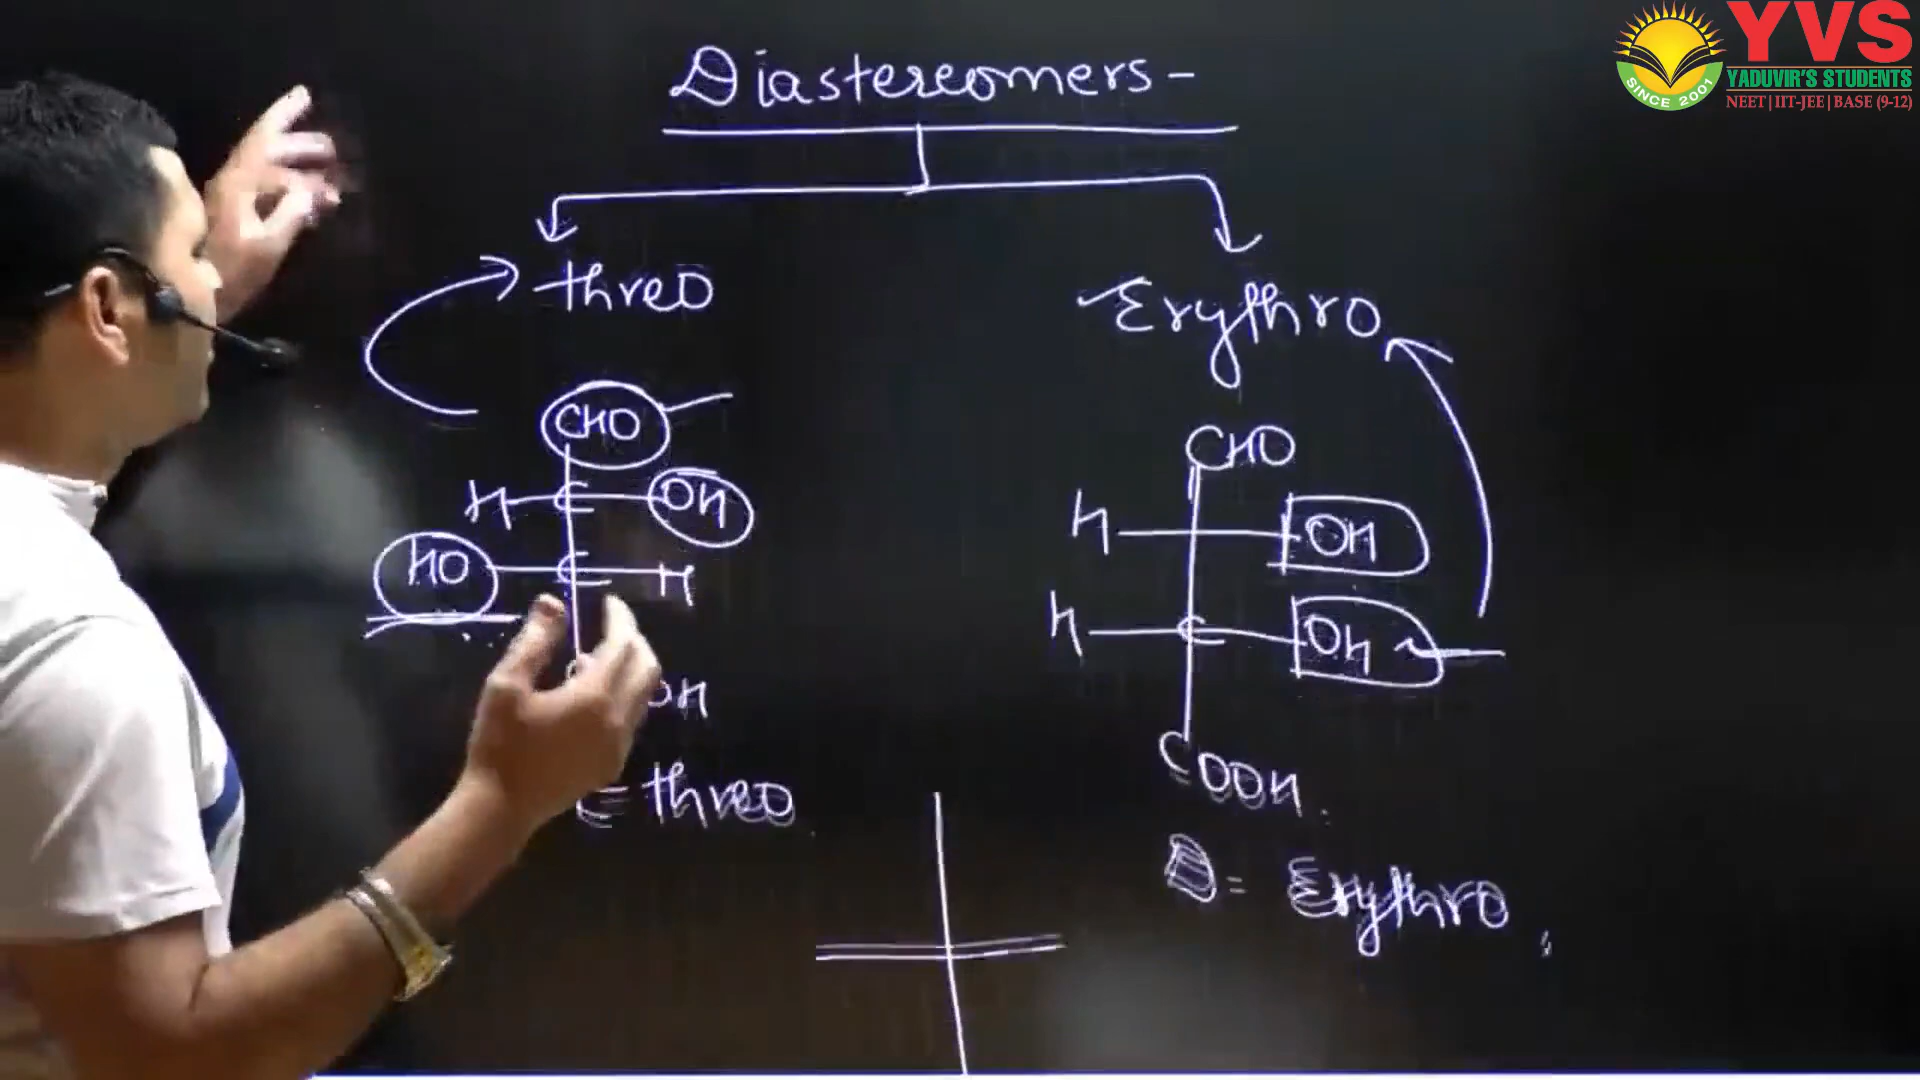 YVS
YADUVIR'S STUDENTS
NEET | IIT-JEE | BASE (9-12)
SINCE 2001
Diastereomers -
threo
Erythro
CHO
H C OH
HO C H
OH
= threo
CHO
H OH
H C OH
COOH.
D = Erythro,